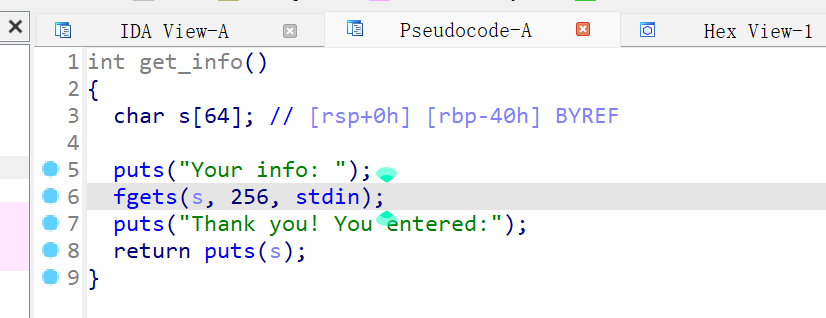 IDA View-A Pseudocode-A Hex View-1
1 int get_info()
2 {
3 char s[64]; // [rsp+0h] [rbp-40h] BYREF
4
5 puts("Your info: ");
6 fgets(s, 256, stdin);
7 puts("Thank you! You entered:");
8 return puts(s);
9 }